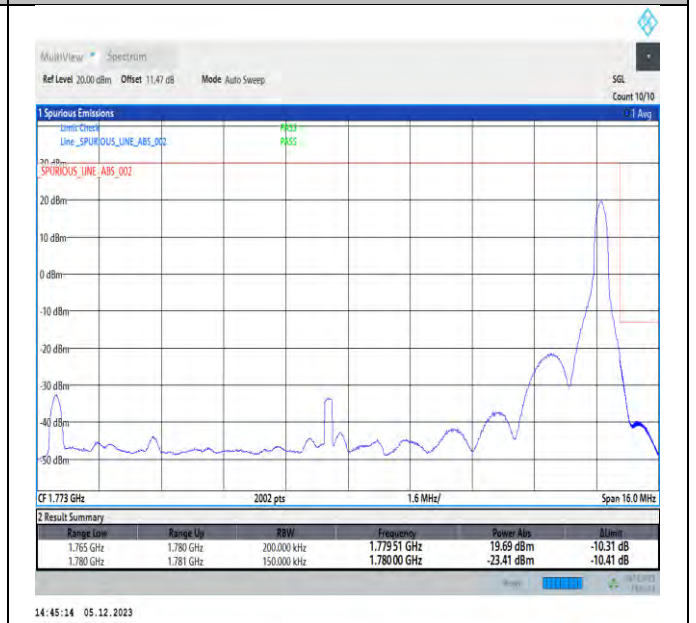 MultiView Spectrum
Ref Level 20.00 dBm Offset 11.47 dB Mode Auto Sweep SGL
Count 10/10
1 Spurious Emissions 1 Avg
Limit Check PASS
Line _SPURIOUS_LINE_ABS_002 PASS
30 dBm
_SPURIOUS_LINE_ABS_002
20 dBm
10 dBm
0 dBm
-10 dBm
-20 dBm
-30 dBm
-40 dBm
-50 dBm
CF 1.773 GHz 2002 pts 1.6 MHz/ Span 16.0 MHz
2 Result Summary
Range Low Range Up RBW Frequency Power Abs ΔLimit
1.765 GHz 1.780 GHz 200.000 kHz 1.779 51 GHz 19.69 dBm -10.31 dB
1.780 GHz 1.781 GHz 150.000 kHz 1.780 00 GHz -23.41 dBm -10.41 dB
14:45:14 05.12.2023